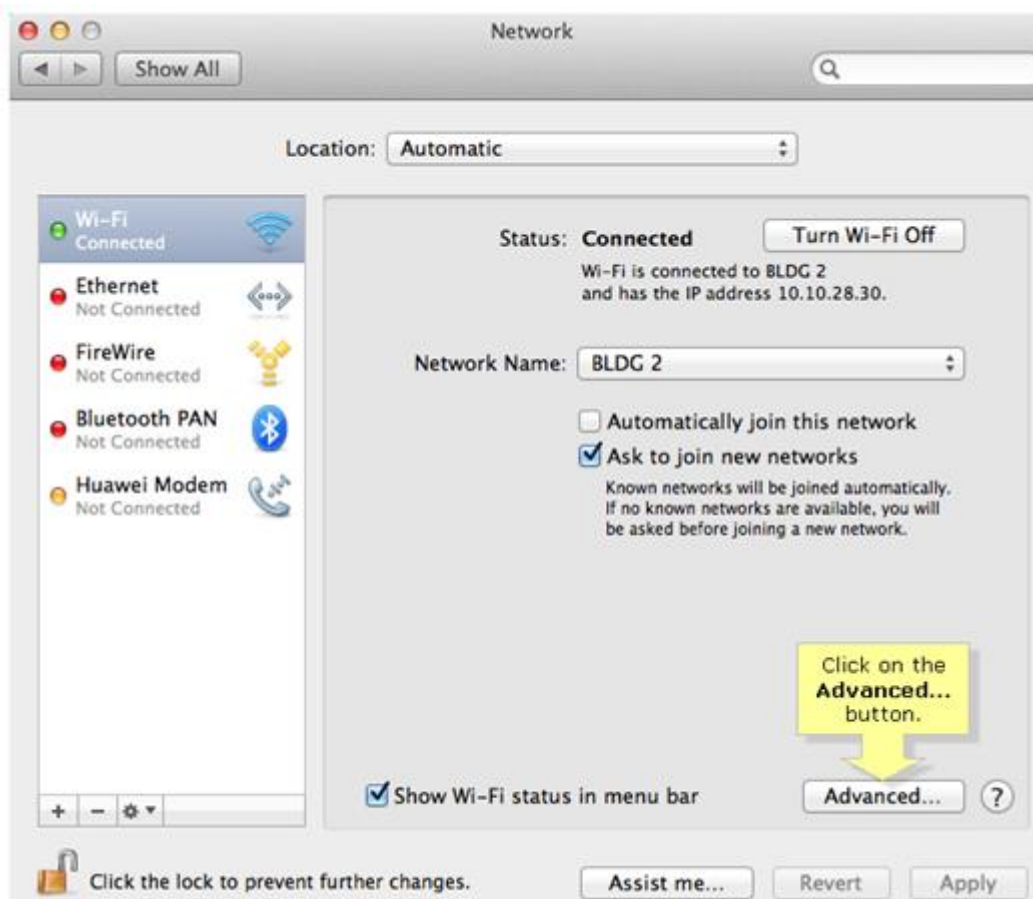 Network
Show All
Location: Automatic
Wi-Fi
Connected
Ethernet
Not Connected
FireWire
Not Connected
Bluetooth PAN
Not Connected
Huawei Modem
Not Connected
Status: Connected Turn Wi-Fi Off
Wi-Fi is connected to BLDG 2
and has the IP address 10.10.28.30.
Network Name: BLDG 2
Automatically join this network
Ask to join new networks
Known networks will be joined automatically.
If no known networks are available, you will
be asked before joining a new network.
Click on the
Advanced...
button.
Show Wi-Fi status in menu bar Advanced... ?
+ −
Click the lock to prevent further changes. Assist me... Revert Apply